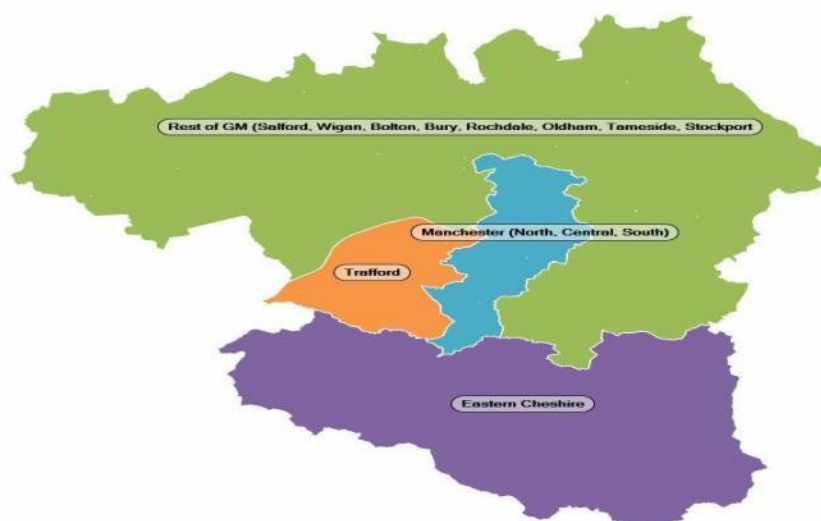 Rest of GM (Salford, Wigan, Bolton, Bury, Rochdale, Oldham, Tameside, Stockport
Manchester (North, Central, South)
Trafford
Eastern Cheshire